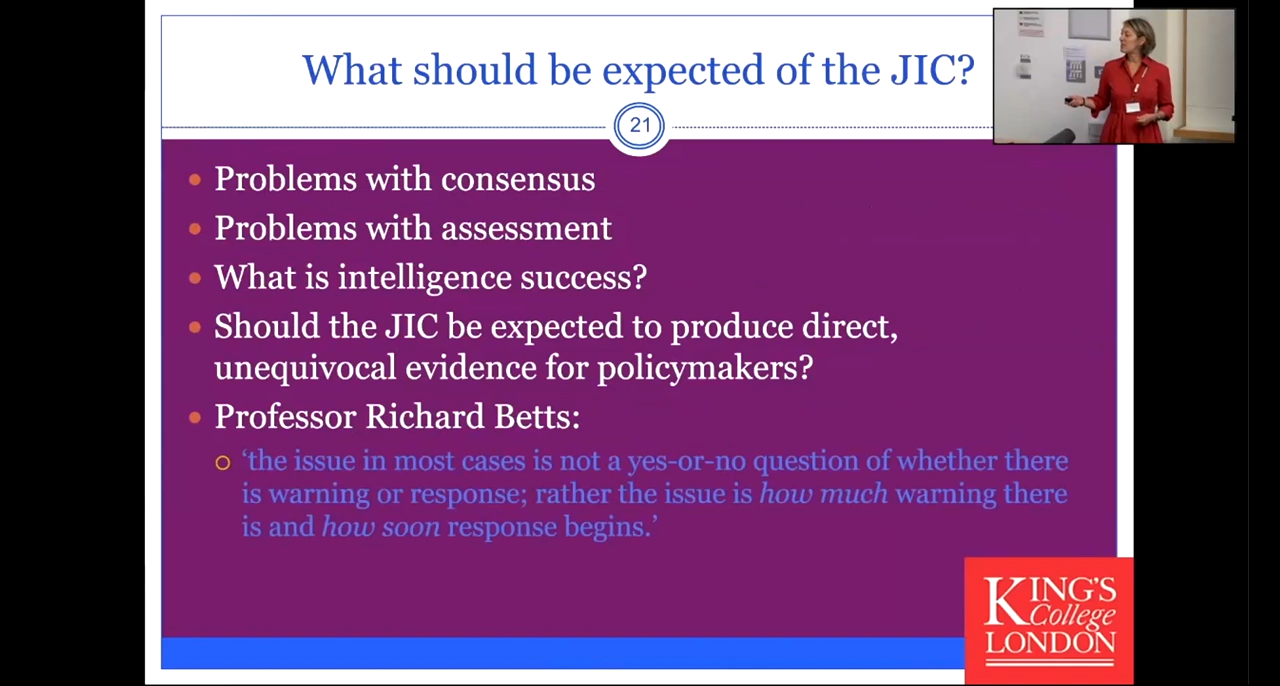 What should be expected of the JIC?
21
• Problems with consensus
• Problems with assessment
• What is intelligence success?
• Should the JIC be expected to produce direct,
unequivocal evidence for policymakers?
• Professor Richard Betts:
○ ‘the issue in most cases is not a yes-or-no question of whether there
is warning or response; rather the issue is how much warning there
is and how soon response begins.’
KING'S
College
LONDON